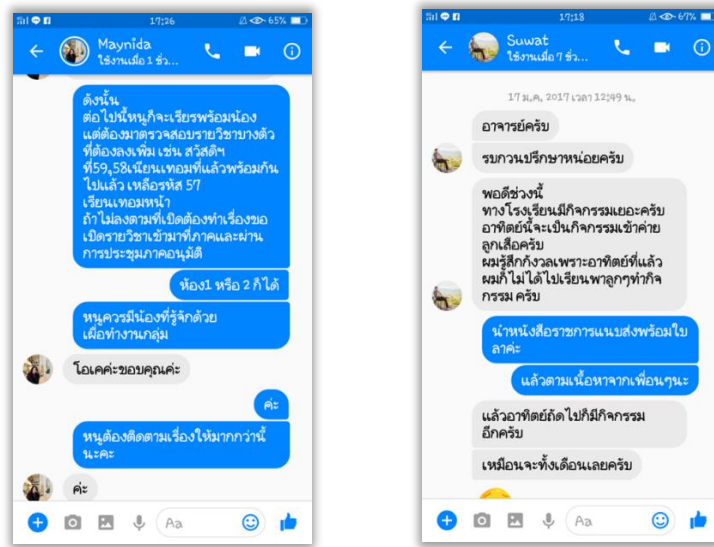 17:26
65%
Maynida
ใช้งานเมื่อ 1 ชั่ว...
ดังนั้น
ต่อไปนี้หนูก็จะเรียรพร้อมน้อง
แต่ต้องมาตรวจสอบรายวิชาบางตัว
ที่ต้องลงเพิ่ม เช่น สวัสดิฯ
ที่59,58เนียนเทอมที่แล้วพร้อมกัน
ไปแล้ว เหลือรหัส 57
เรียนเทอมหน้า
ถ้าไม่ลงตามที่เปิดต้องทำเรื่องขอ
เปิดรายวิชาเข้ามาที่ภาคและผ่าน
การประชุมภาคอนุมัติ
ห้อง1 หรือ 2 ก็ได้
หนูควรมีน้องที่รู้จักด้วย
เผื่อทำงานกลุ่ม
โอเคค่ะขอบคุณค่ะ
ค่ะ
หนูต้องติดตามเรื่องให้มากกว่านี้
นะคะ
ค่ะ
Aa
17:18
67%
Suwat
ใช้งานเมื่อ 7 ชั่ว...
17 ม.ค. 2017 เวลา 12:49 น.
อาจารย์ครับ
รบกวนปรึกษาหน่อยครับ
พอดีช่วงนี้
ทางโรงเรียนมีกิจกรรมเยอะครับ
อาทิตย์นี้จะเป็นกิจกรรมเข้าค่าย
ลูกเสือครับ
ผมรู้สึกกังวลเพราะอาทิตย์ที่แล้ว
ผมก็ไม่ได้ไปเรียนพาลูกๆทำกิจ
กรรม ครับ
นำหนังสือราชการแนบส่งพร้อมใบ
ลาค่ะ
แล้วตามเนื้อหาจากเพื่อนๆนะ
แล้วอาทิตย์ถัดไปก็มีกิจกรรม
อีกครับ
เหมือนจะทั้งเดือนเลยครับ
Aa